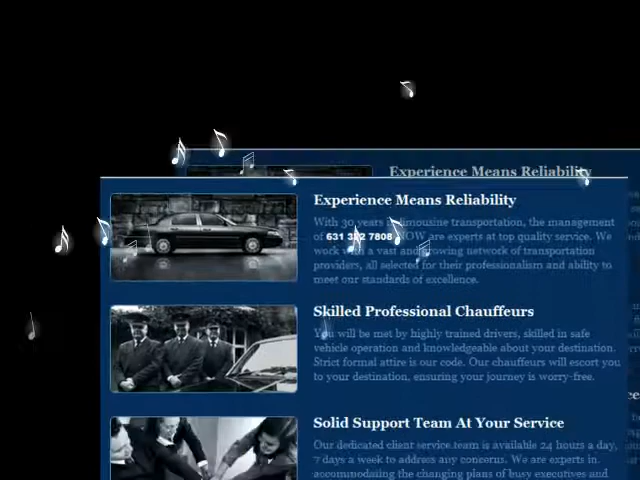 Experience Means Reliability
Experience Means Reliability
With 30 years in limousine transportation, the management
of 631 382 7808 NOW are experts at top quality service. We
work with a vast and growing network of transportation
providers, all selected for their professionalism and ability to
meet our standards of excellence.
Skilled Professional Chauffeurs
You will be met by highly trained drivers, skilled in safe
vehicle operation and knowledgeable about your destination.
Strict formal attire is our code. Our chauffeurs will escort you
to your destination, ensuring your journey is worry-free.
Solid Support Team At Your Service
Our dedicated client service team is available 24 hours a day,
7 days a week to address any concerns. We are experts in
accommodating the changing plans of busy executives and